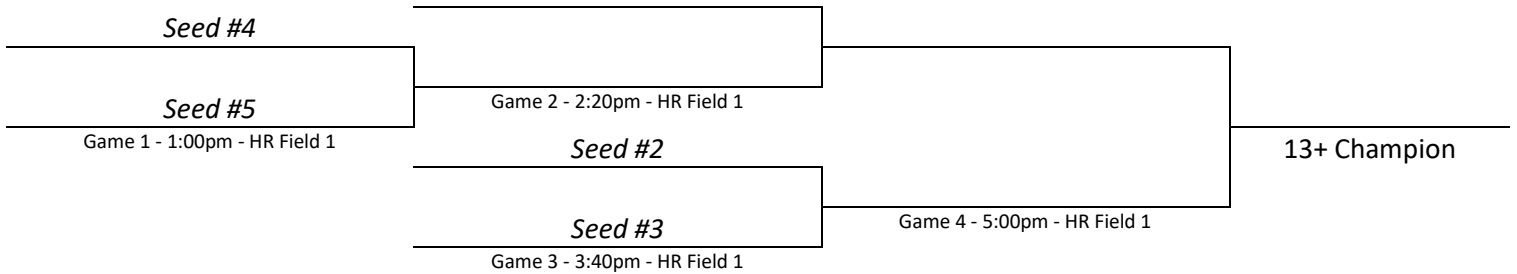 Seed #4
Seed #5
Game 1 - 1:00pm - HR Field 1
Game 2 - 2:20pm - HR Field 1
Seed #2
Seed #3
Game 3 - 3:40pm - HR Field 1
Game 4 - 5:00pm - HR Field 1
13+ Champion